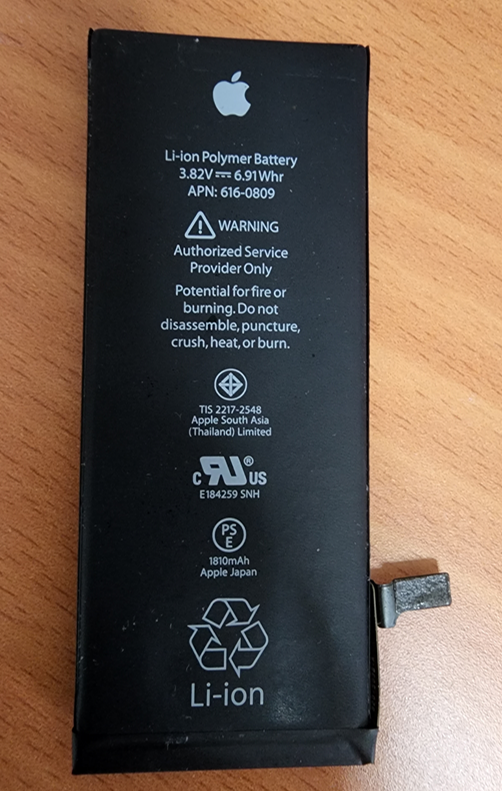 Li-ion Polymer Battery
3.82V ⎓ 6.91Whr
APN: 616-0809
WARNING
Authorized Service
Provider Only
Potential for fire or
burning. Do not
disassemble, puncture,
crush, heat, or burn.
TIS 2217-2548
Apple South Asia
(Thailand) Limited
c RU® US
E184259 SNH
PS
E
1810mAh
Apple Japan
Li-ion